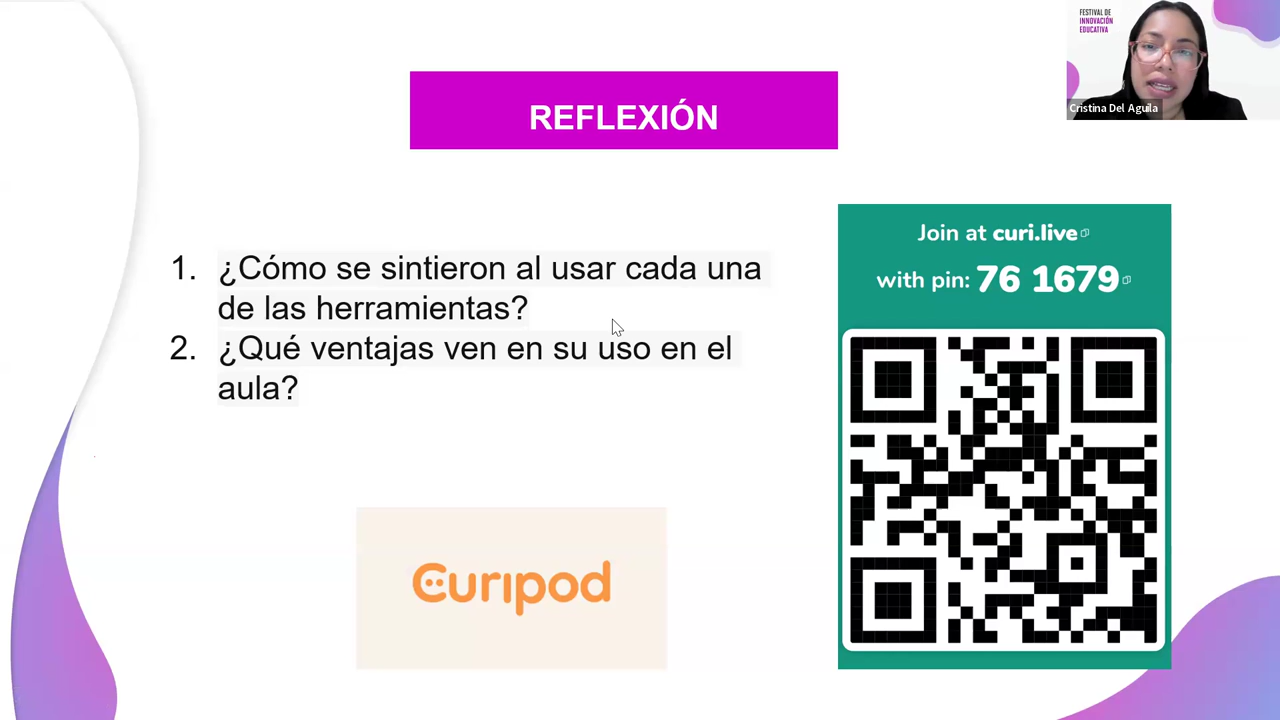 FESTIVAL DE
INNOVACIÓN
EDUCATIVA
Cristina Del Aguila
REFLEXIÓN
1. ¿Cómo se sintieron al usar cada una
de las herramientas?
2. ¿Qué ventajas ven en su uso en el
aula?
Join at curi.live
with pin: 76 1679
Curipod